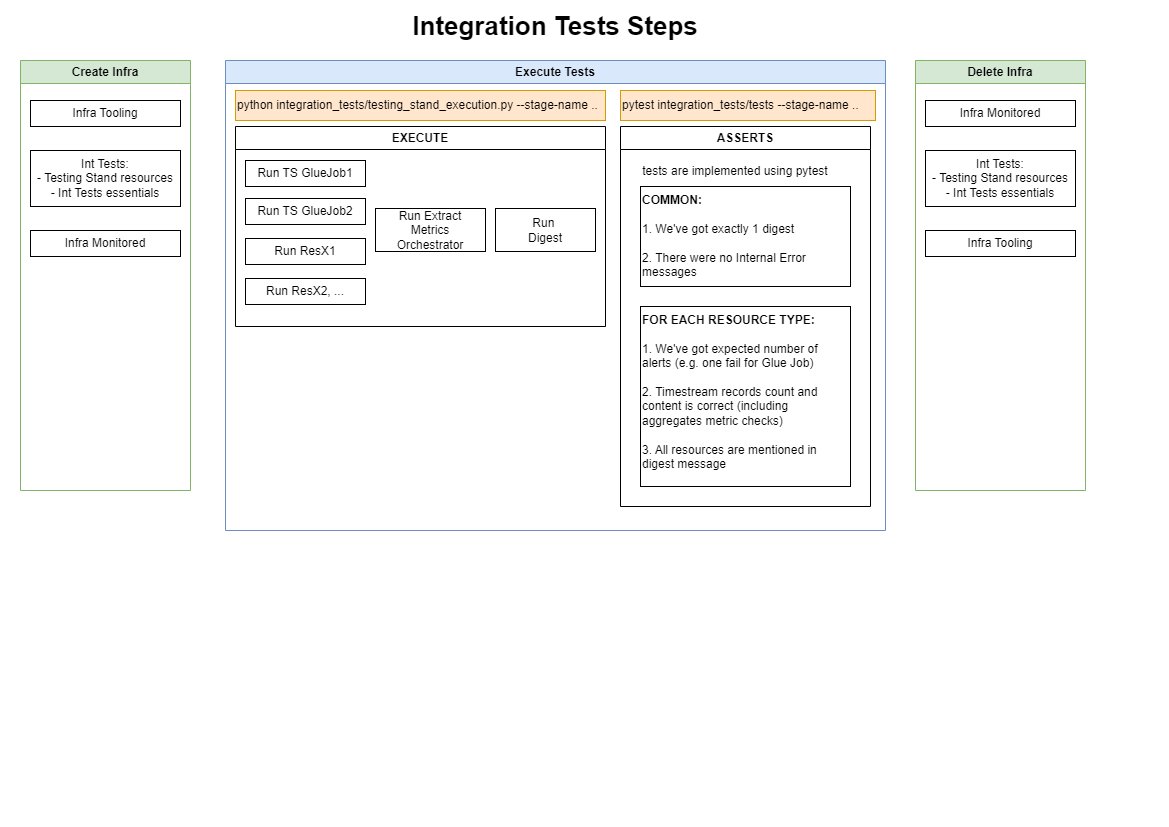 Integration Tests Steps
Create Infra
Infra Tooling
Int Tests:
- Testing Stand resources
- Int Tests essentials
Infra Monitored
Execute Tests
python integration_tests/testing_stand_execution.py --stage-name ..
EXECUTE
Run TS GlueJob1
Run TS GlueJob2
Run ResX1
Run ResX2, ...
Run Extract
Metrics
Orchestrator
Run
Digest
pytest integration_tests/tests --stage-name ..
ASSERTS
tests are implemented using pytest
COMMON:
1. We've got exactly 1 digest
2. There were no Internal Error
messages
FOR EACH RESOURCE TYPE:
1. We've got expected number of
alerts (e.g. one fail for Glue Job)
2. Timestream records count and
content is correct (including
aggregates metric checks)
3. All resources are mentioned in
digest message
Delete Infra
Infra Monitored
Int Tests:
- Testing Stand resources
- Int Tests essentials
Infra Tooling